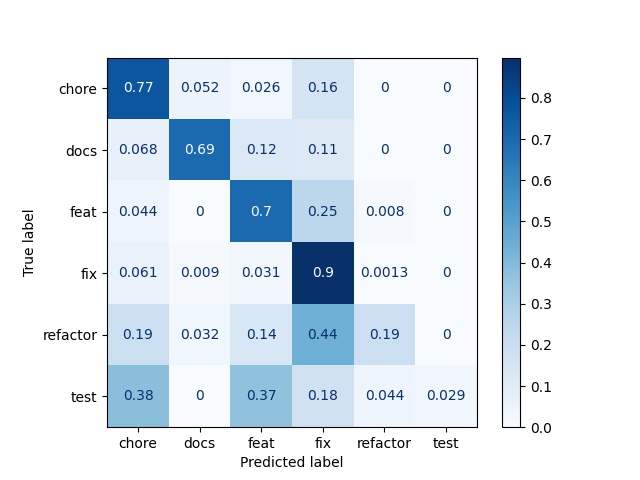 chore 0.77 0.052 0.026 0.16 0 0
docs 0.068 0.69 0.12 0.11 0 0
feat 0.044 0 0.7 0.25 0.008 0
fix 0.061 0.009 0.031 0.9 0.0013 0
refactor 0.19 0.032 0.14 0.44 0.19 0
test 0.38 0 0.37 0.18 0.044 0.029
chore docs feat fix refactor test
Predicted label
True label
0.8
0.7
0.6
0.5
0.4
0.3
0.2
0.1
0.0